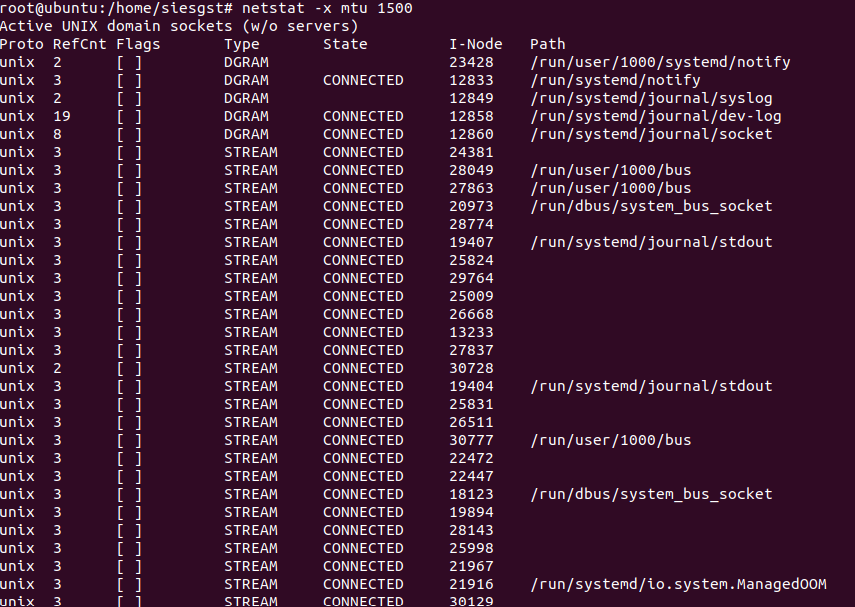 root@ubuntu:/home/siesgst# netstat -x mtu 1500
Active UNIX domain sockets (w/o servers)
Proto RefCnt Flags       Type       State         I-Node   Path
unix  2      [ ]         DGRAM                    23428    /run/user/1000/systemd/notify
unix  3      [ ]         DGRAM      CONNECTED     12833    /run/systemd/notify
unix  2      [ ]         DGRAM                    12849    /run/systemd/journal/syslog
unix  19     [ ]         DGRAM      CONNECTED     12858    /run/systemd/journal/dev-log
unix  8      [ ]         DGRAM      CONNECTED     12860    /run/systemd/journal/socket
unix  3      [ ]         STREAM     CONNECTED     24381
unix  3      [ ]         STREAM     CONNECTED     28049    /run/user/1000/bus
unix  3      [ ]         STREAM     CONNECTED     27863    /run/user/1000/bus
unix  3      [ ]         STREAM     CONNECTED     20973    /run/dbus/system_bus_socket
unix  3      [ ]         STREAM     CONNECTED     28774
unix  3      [ ]         STREAM     CONNECTED     19407    /run/systemd/journal/stdout
unix  3      [ ]         STREAM     CONNECTED     25824
unix  3      [ ]         STREAM     CONNECTED     29764
unix  3      [ ]         STREAM     CONNECTED     25009
unix  3      [ ]         STREAM     CONNECTED     26668
unix  3      [ ]         STREAM     CONNECTED     13233
unix  3      [ ]         STREAM     CONNECTED     27837
unix  2      [ ]         STREAM     CONNECTED     30728
unix  3      [ ]         STREAM     CONNECTED     19404    /run/systemd/journal/stdout
unix  3      [ ]         STREAM     CONNECTED     25831
unix  3      [ ]         STREAM     CONNECTED     26511
unix  3      [ ]         STREAM     CONNECTED     30777    /run/user/1000/bus
unix  3      [ ]         STREAM     CONNECTED     22472
unix  3      [ ]         STREAM     CONNECTED     22447
unix  3      [ ]         STREAM     CONNECTED     18123    /run/dbus/system_bus_socket
unix  3      [ ]         STREAM     CONNECTED     19894
unix  3      [ ]         STREAM     CONNECTED     28143
unix  3      [ ]         STREAM     CONNECTED     25998
unix  3      [ ]         STREAM     CONNECTED     21967
unix  3      [ ]         STREAM     CONNECTED     21916    /run/systemd/io.system.ManagedOOM
unix  3      [ ]         STREAM     CONNECTED     30129